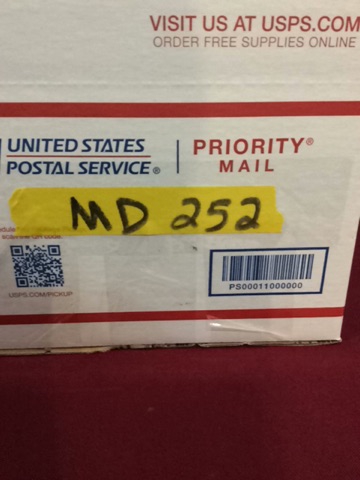 VISIT US AT USPS.COM
ORDER FREE SUPPLIES ONLINE
UNITED STATES
POSTAL SERVICE®
PRIORITY®
MAIL
MD 252
USPS.COM/PICKUP
PS00011000000